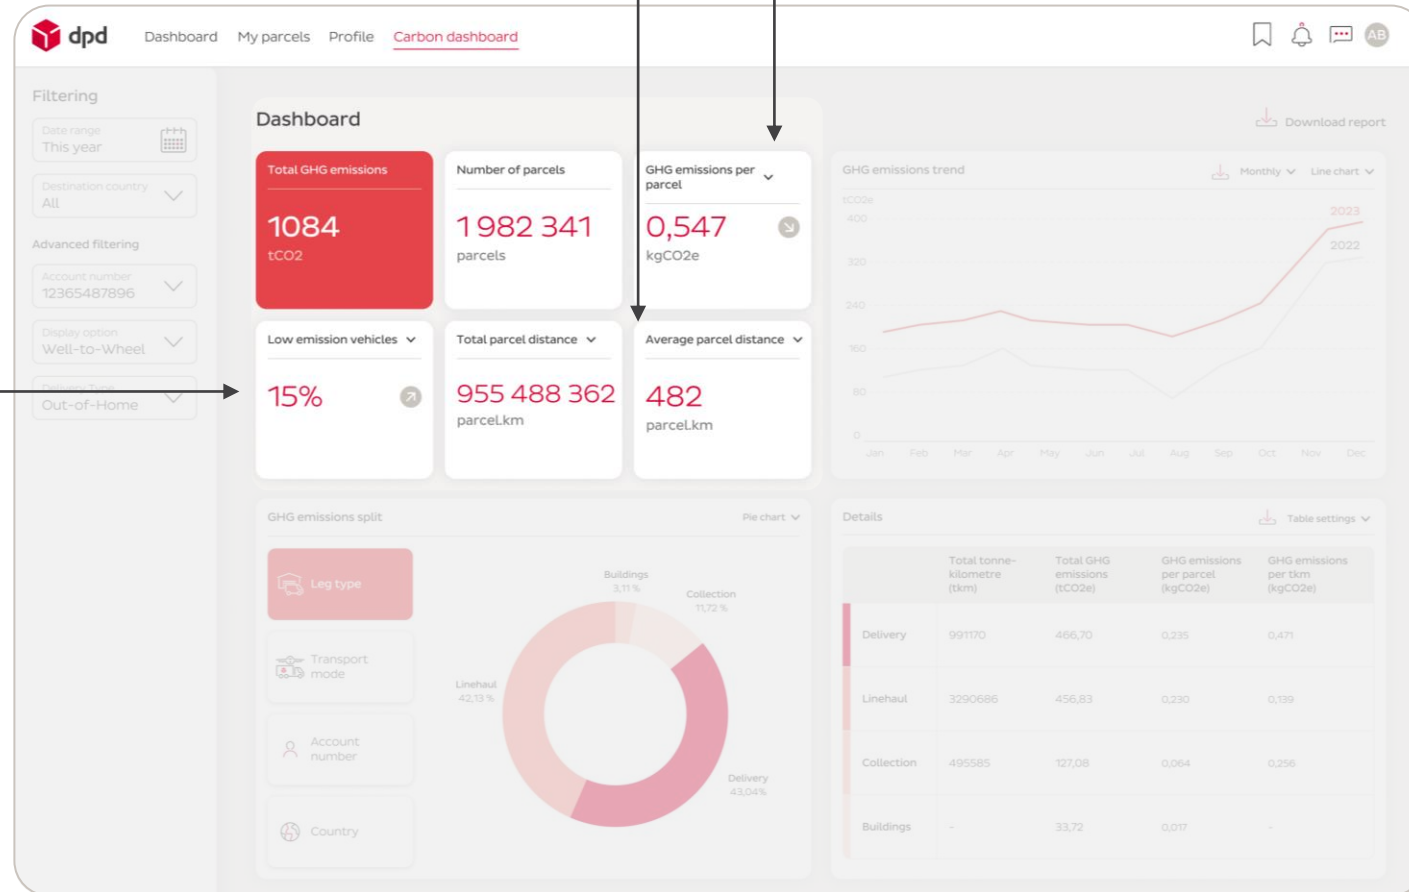 dpd
Dashboard My parcels Profile Carbon dashboard
AB
Filtering
Date range
This year
Destination country
All
Advanced filtering
Account number
12365487896
Display option
Well-to-Wheel
Delivery Type
Out-of-Home
Dashboard
Download report
Total GHG emissions
1084
tCO2
Number of parcels
1 982 341
parcels
GHG emissions per
parcel
0,547
kgCO2e
Low emission vehicles
15%
Total parcel distance
955 488 362
parcel.km
Average parcel distance
482
parcel.km
GHG emissions trend
Monthly Line chart
tCO2e
400
320
240
160
80
0
2023
2022
Jan Feb Mar Apr May Jun Jul Aug Sep Oct Nov Dec
GHG emissions split
Pie chart
Leg type
Transport
mode
Account
number
Country
Buildings
3,11 %
Collection
11,72 %
Linehaul
42,13 %
Delivery
43,04%
Details
Table settings
Total tonne-
kilometre
(tkm)
Total GHG
emissions
(tCO2e)
GHG emissions
per parcel
(kgCO2e)
GHG emissions
per tkm
(kgCO2e)
Delivery 991170 466,70 0,235 0,471
Linehaul 3290686 456,83 0,230 0,139
Collection 495585 127,08 0,064 0,256
Buildings - 33,72 0,017 -